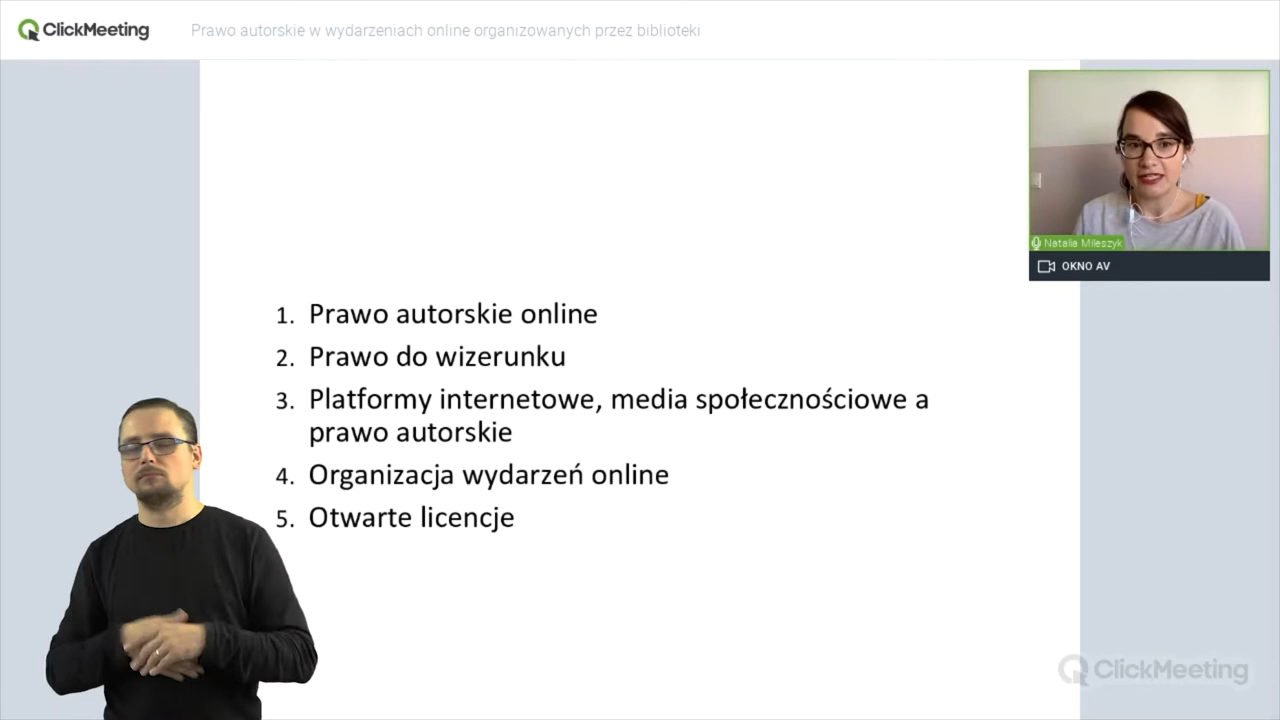 ClickMeeting
Prawo autorskie w wydarzeniach online organizowanych przez biblioteki
Natalia Mileszyk
OKNO AV
1. Prawo autorskie online
2. Prawo do wizerunku
3. Platformy internetowe, media społecznościowe a
prawo autorskie
4. Organizacja wydarzeń online
5. Otwarte licencje
ClickMeeting